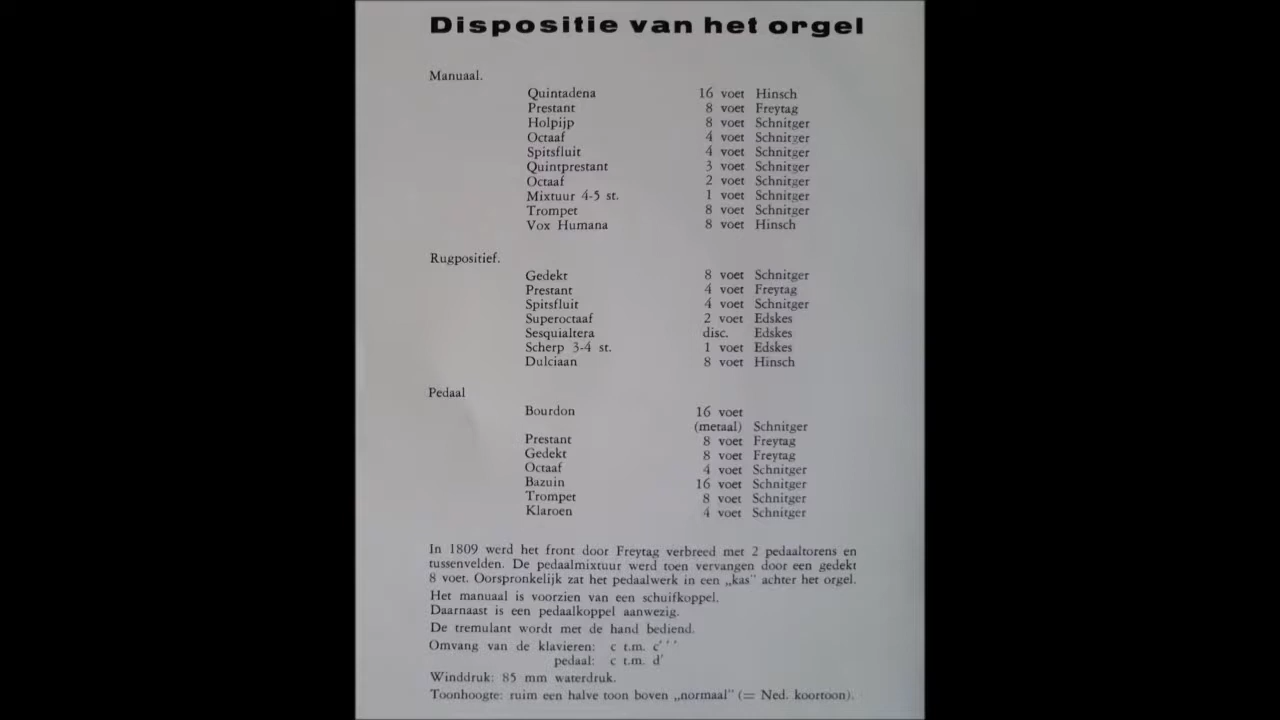 Dispositie van het orgel
Manuaal.
Quintadena 16 voet Hinsch
Prestant 8 voet Freytag
Holpijp 8 voet Schnitger
Octaaf 4 voet Schnitger
Spitsfluit 4 voet Schnitger
Quintprestant 3 voet Schnitger
Octaaf 2 voet Schnitger
Mixtuur 4-5 st. 1 voet Schnitger
Trompet 8 voet Schnitger
Vox Humana 8 voet Hinsch
Rugpositief.
Gedekt 8 voet Schnitger
Prestant 4 voet Freytag
Spitsfluit 4 voet Schnitger
Superoctaaf 2 voet Edskes
Sesquialtera disc. Edskes
Scherp 3-4 st. 1 voet Edskes
Dulciaan 8 voet Hinsch
Pedaal
Bourdon 16 voet
(metaal) Schnitger
Prestant 8 voet Freytag
Gedekt 8 voet Freytag
Octaaf 4 voet Schnitger
Bazuin 16 voet Schnitger
Trompet 8 voet Schnitger
Klaroen 4 voet Schnitger
In 1809 werd het front door Freytag verbreed met 2 pedaaltorens en
tussenvelden. De pedaalmixtuur werd toen vervangen door een gedekt
8 voet. Oorspronkelijk zat het pedaalwerk in een „kas" achter het orgel.
Het manuaal is voorzien van een schuifkoppel.
Daarnaast is een pedaalkoppel aanwezig.
De tremulant wordt met de hand bediend.
Omvang van de klavieren: c t.m. c'''
pedaal: c t.m. d'
Winddruk: 85 mm waterdruk.
Toonhoogte: ruim een halve toon boven „normaal" (= Ned. koortoon).